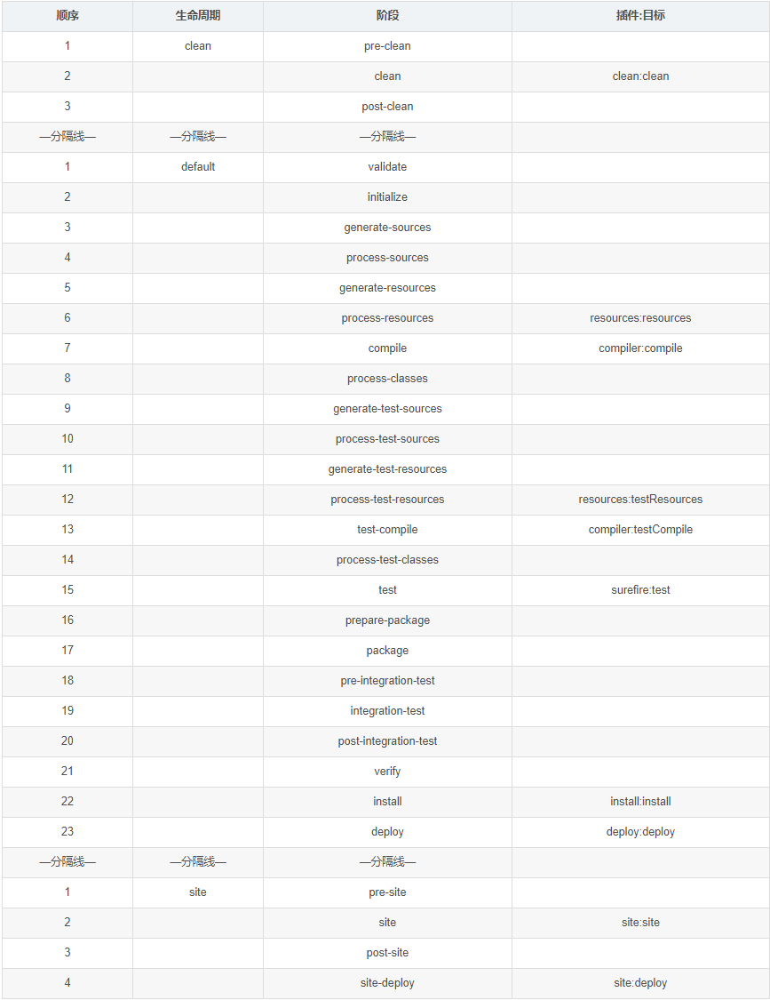 顺序 生命周期 阶段 插件:目标
1 clean pre-clean
2 clean clean:clean
3 post-clean
—分隔线— —分隔线— —分隔线—
1 default validate
2 initialize
3 generate-sources
4 process-sources
5 generate-resources
6 process-resources resources:resources
7 compile compiler:compile
8 process-classes
9 generate-test-sources
10 process-test-sources
11 generate-test-resources
12 process-test-resources resources:testResources
13 test-compile compiler:testCompile
14 process-test-classes
15 test surefire:test
16 prepare-package
17 package
18 pre-integration-test
19 integration-test
20 post-integration-test
21 verify
22 install install:install
23 deploy deploy:deploy
—分隔线— —分隔线— —分隔线—
1 site pre-site
2 site site:site
3 post-site
4 site-deploy site:deploy